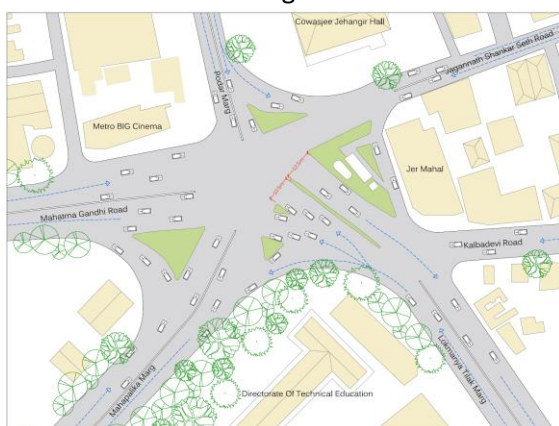 Cowasjee Jehangir Hall
Jagannath Shankar Seth Road
Podar Marg
Metro BIG Cinema
Jer Mahal
Mahatma Gandhi Road
Kalbadevi Road
Mahapalika Marg
Lokmanya Tilak Marg
Directorate Of Technical Education